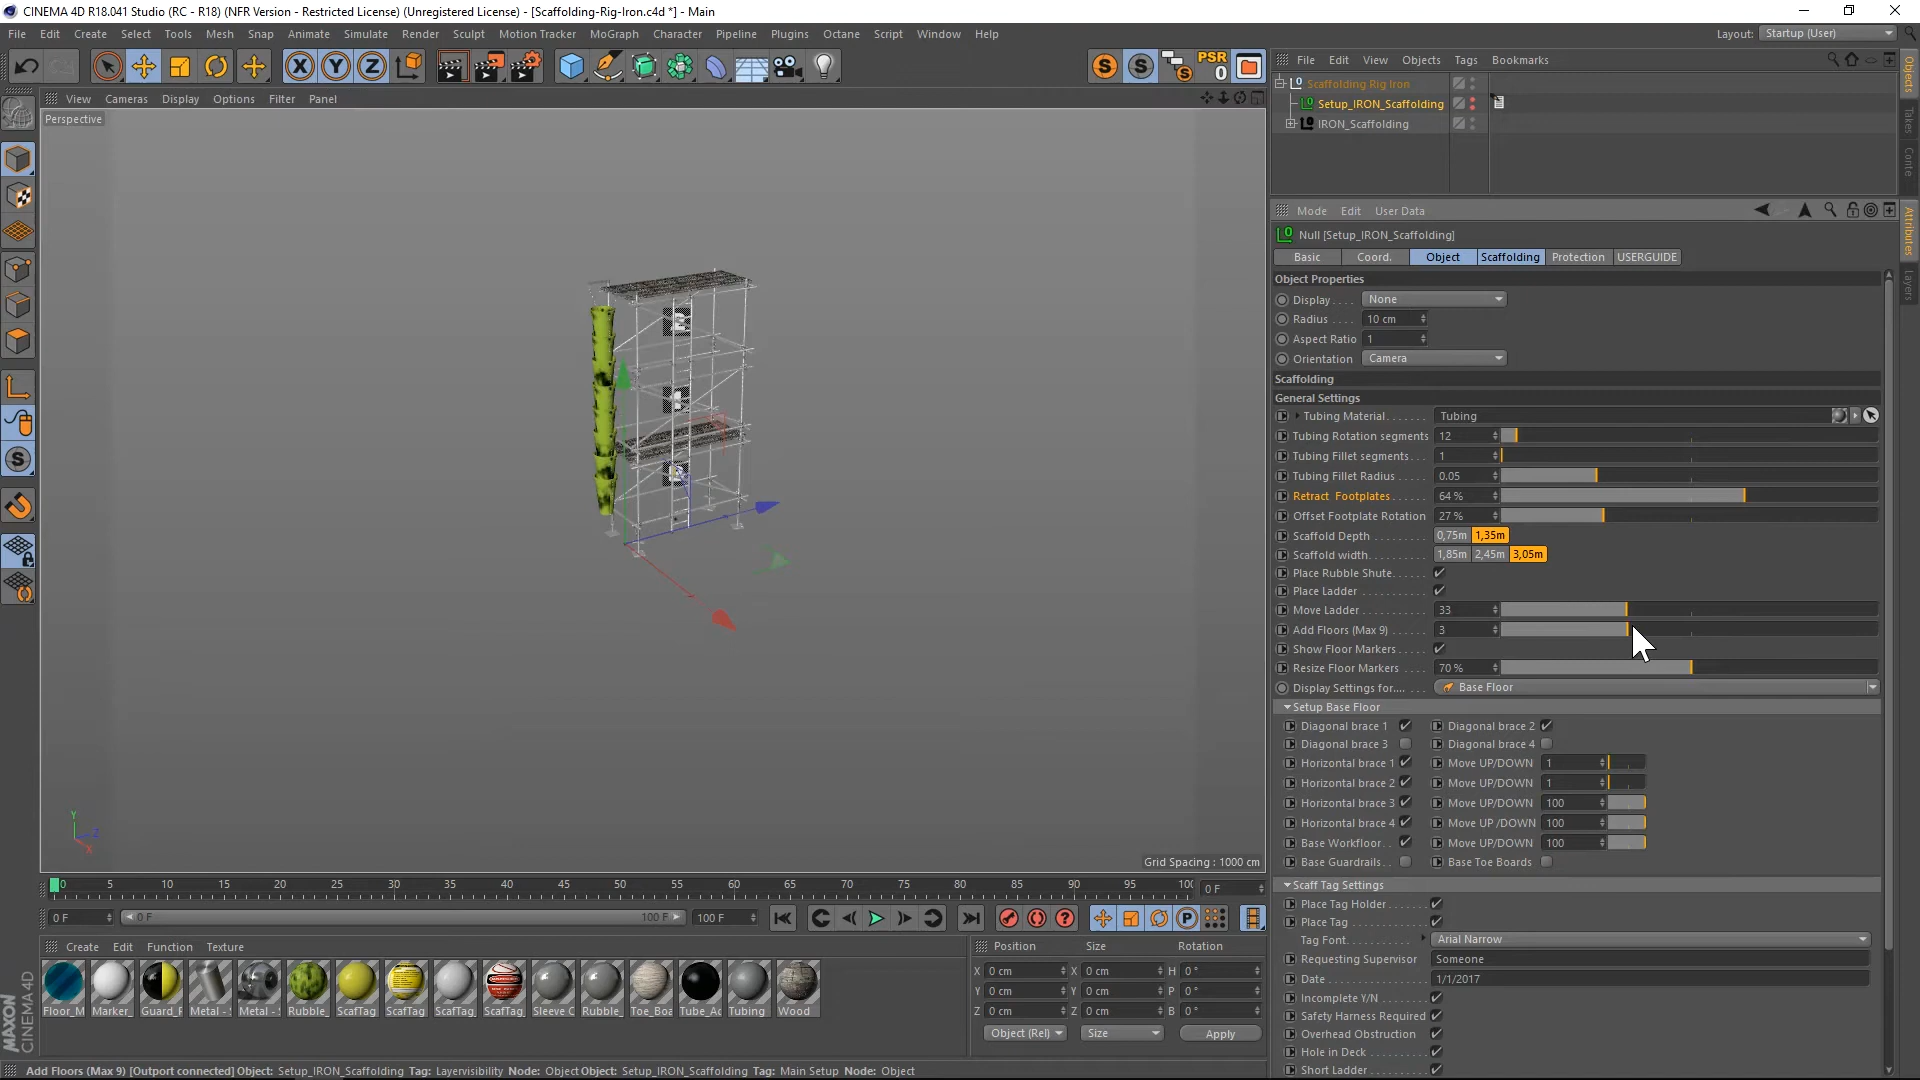 CINEMA 4D R18.041 Studio (RC - R18) (NFR Version - Restricted License) (Unregistered License) - [Scaffolding-Rig-Iron.c4d *] - Main
File Edit Create Select Tools Mesh Snap Animate Simulate Render Sculpt Motion Tracker MoGraph Character Pipeline Plugins Octane Script Window Help
Layout: Startup (User)
PSR
0
View Cameras Display Options Filter Panel
Perspective
Grid Spacing : 1000 cm
File Edit View Objects Tags Bookmarks
Scaffolding Rig Iron
Setup_IRON_Scaffolding
IRON_Scaffolding
Objects
Takes
Conte
Attributes
Layers
Mode Edit User Data
Null [Setup_IRON_Scaffolding]
Basic Coord. Object Scaffolding Protection USERGUIDE
Object Properties
Display . . . . None
Radius . . . . 10 cm
Aspect Ratio 1
Orientation Camera
Scaffolding
General Settings
Tubing Material. . . . . . . Tubing
Tubing Rotation segments 12
Tubing Fillet segments. . . 1
Tubing Fillet Radius . . . . 0.05
Retract Footplates . . . . . 64 %
Offset Footplate Rotation 27 %
Scaffold Depth . . . . . . . 0,75m 1,35m
Scaffold width. . . . . . . . 1,85m 2,45m 3,05m
Place Rubble Shute. . . . . .
Place Ladder . . . . . . . . . .
Move Ladder . . . . . . . . . 33
Add Floors (Max 9) . . . . . 3
Show Floor Markers . . . . .
Resize Floor Markers . . . 70 %
Display Settings for.... . . . Base Floor
Setup Base Floor
Diagonal brace 1 Diagonal brace 2
Diagonal brace 3 Diagonal brace 4
Horizontal brace 1 Move UP/DOWN 1
Horizontal brace 2 Move UP/DOWN 1
Horizontal brace 3 Move UP/DOWN 100
Horizontal brace 4 Move UP /DOWN 100
Base Workfloor. . Move UP/DOWN 100
Base Guardrails. . Base Toe Boards
Scaff Tag Settings
Place Tag Holder . . . . . . .
Place Tag . . . . . . . . . . . .
Tag Font. . . . . . . . . . . Arial Narrow
Requesting Supervisor Someone
Date . . . . . . . . . . . . . . . 1/1/2017
Incomplete Y/N . . . . . . . .
Safety Harness Required
Overhead Obstruction
Hole in Deck . . . . . . . . . .
Short Ladder . . . . . . . . . .
0 5 10 15 20 25 30 35 40 45 50 55 60 65 70 75 80 85 90 95 100 0 F
0 F 0 F 100 F 100 F
Create Edit Function Texture
Floor_M Marker_ Guard_F Metal - Metal - Rubble_ ScafTag ScafTag_ ScafTag_ ScafTag_ Sleeve C Rubble_ Toe_Boa Tube_Ac Tubing Wood
Position Size Rotation
X 0 cm X 0 cm H 0 °
Y 0 cm Y 0 cm P 0 °
Z 0 cm Z 0 cm B 0 °
Object (Rel) Size Apply
MAXON
CINEMA 4D
Add Floors (Max 9) [Outport connected] Object: Setup_IRON_Scaffolding Tag: Layervisibility Node: Object Object: Setup_IRON_Scaffolding Tag: Main Setup Node: Object